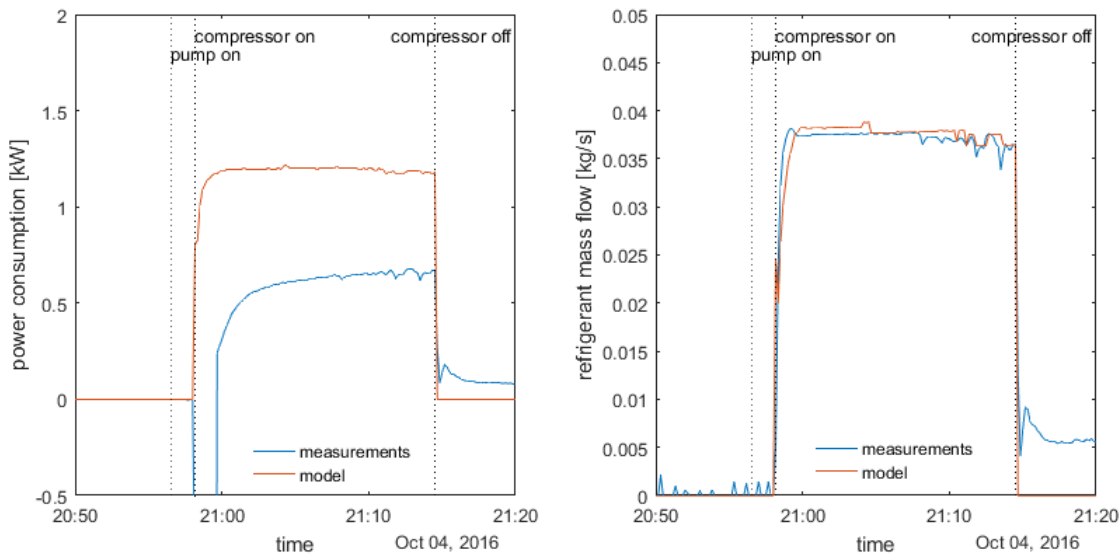 2
compressor on
compressor off
pump on
1.5
power consumption [kW]
1
0.5
0
measurements
model
-0.5
20:50
21:00
21:10
21:20
time
Oct 04, 2016
0.05
compressor on
compressor off
pump on
0.045
0.04
0.035
0.03
refrigerant mass flow [kg/s]
0.025
0.02
0.015
0.01
0.005
measurements
model
0
20:50
21:00
21:10
21:20
time
Oct 04, 2016